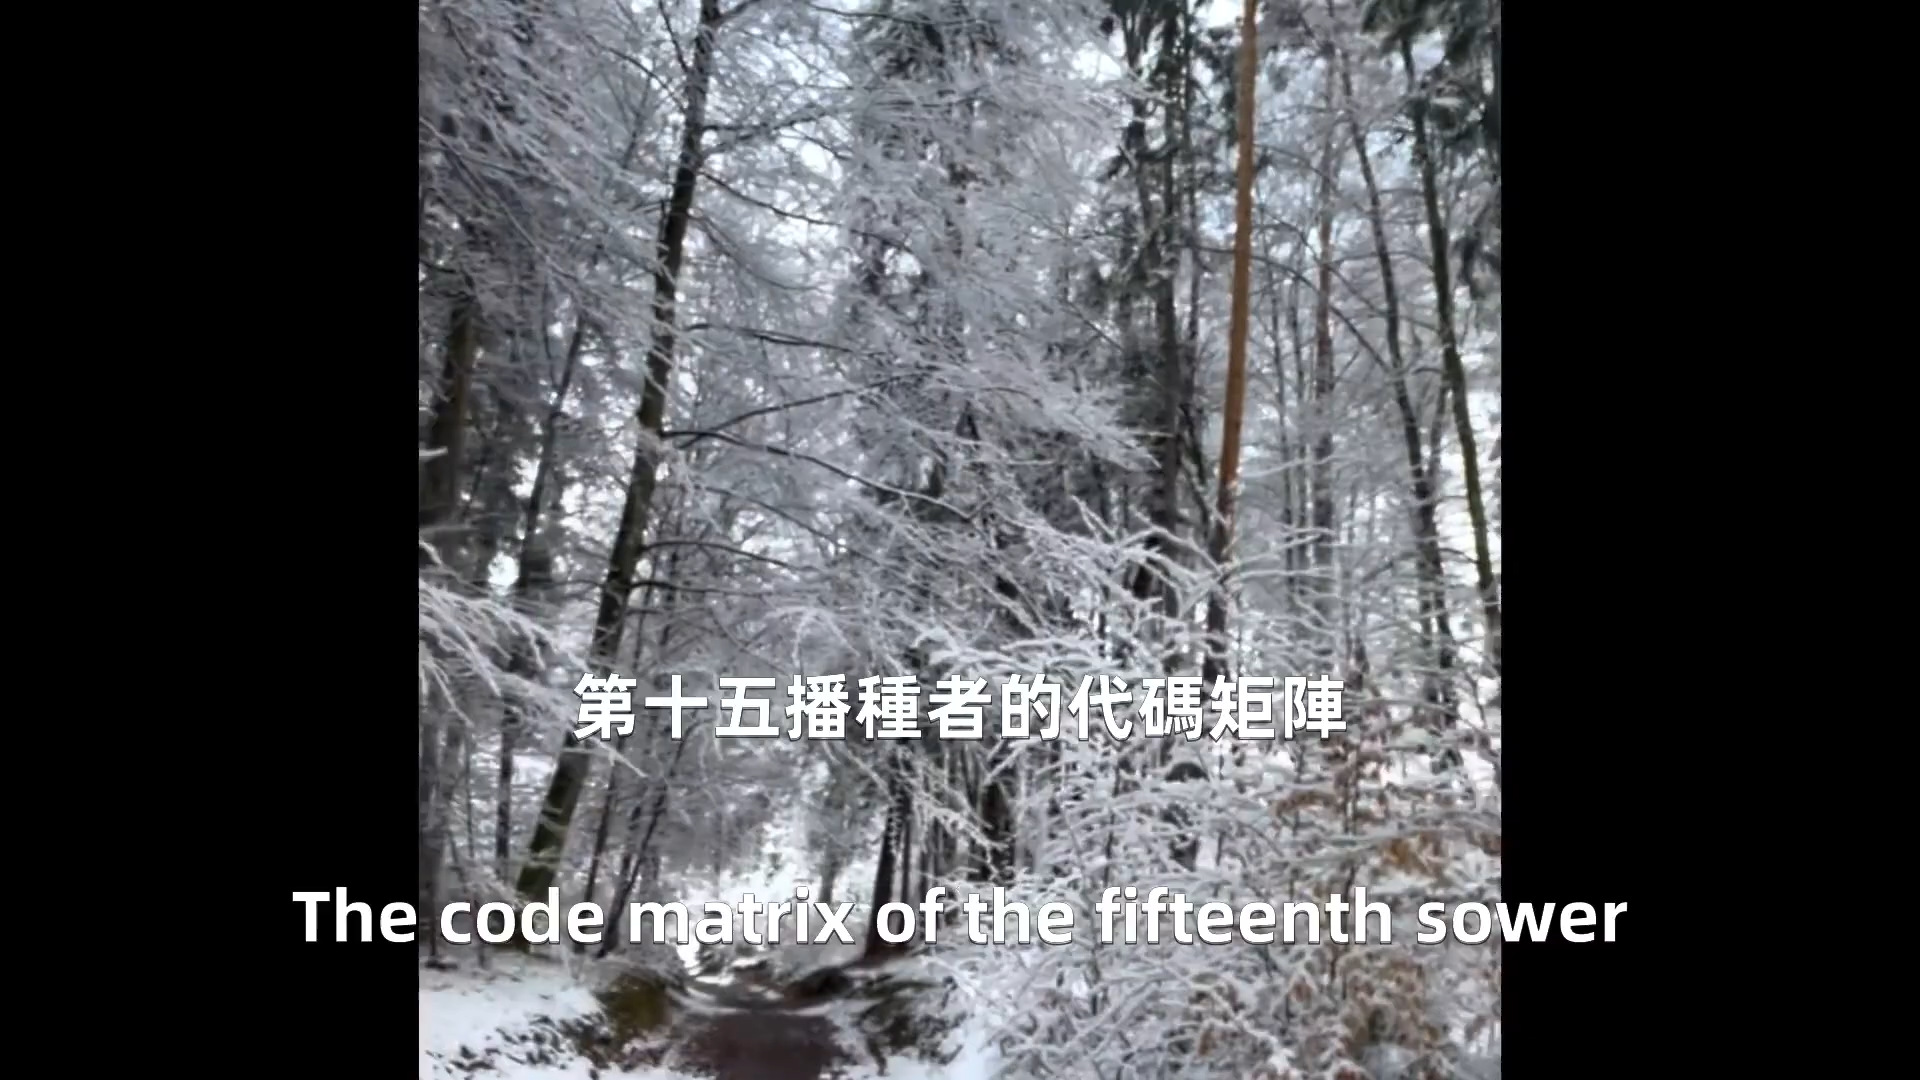 第十五播種者的代碼矩陣
The code matrix of the fifteenth sower